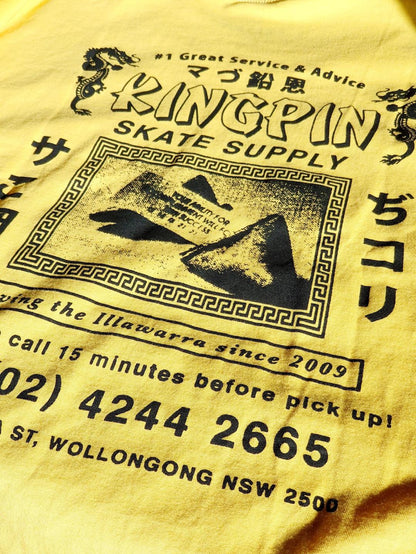 #1 Great Service & Advice
マづ鉛恩
KINGPIN
SKATE SUPPLY
サ
ぢコリ
ving the Illawarra since 2009
call 15 minutes before pick up!
02) 4244 2665
ST, WOLLONGONG NSW 2500